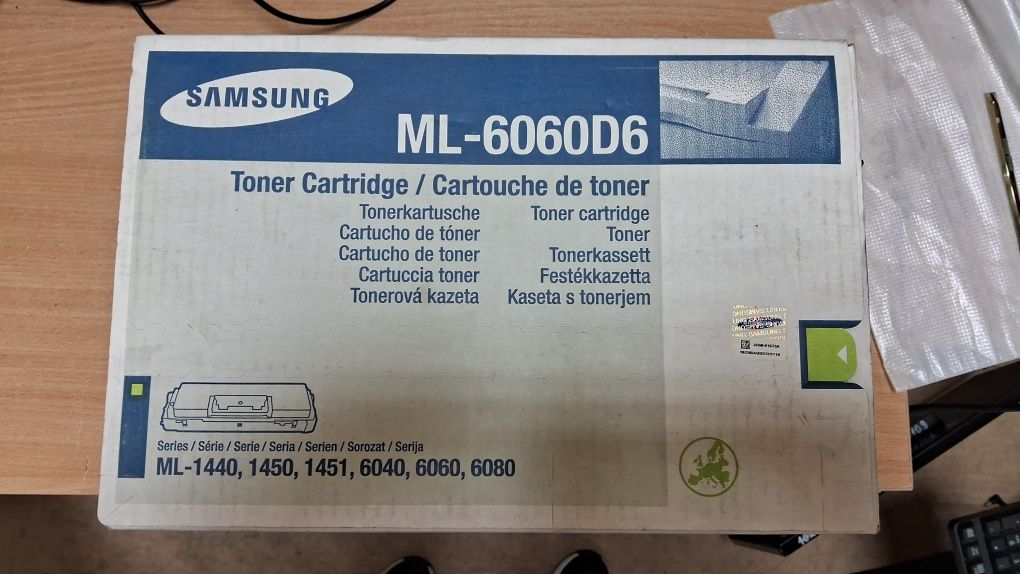 SAMSUNG
ML-6060D6
Toner Cartridge / Cartouche de toner
Tonerkartusche Toner cartridge
Cartucho de tóner Toner
Cartucho de toner Tonerkassett
Cartuccia toner Festékkazetta
Tonerová kazeta Kaseta s tonerjem
Series / Série / Serie / Seria / Serien / Sorozat / Serija
ML-1440, 1450, 1451, 6040, 6060, 6080